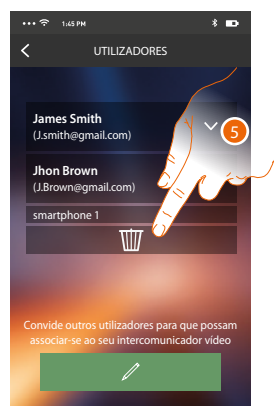 1:45 PM
UTILIZADORES
James Smith
(J.smith@gmail.com)
5
Jhon Brown
(J.Brown@gmail.com)
smartphone 1
Convide outros utilizadores para que possam
associar-se ao seu intercomunicador vídeo